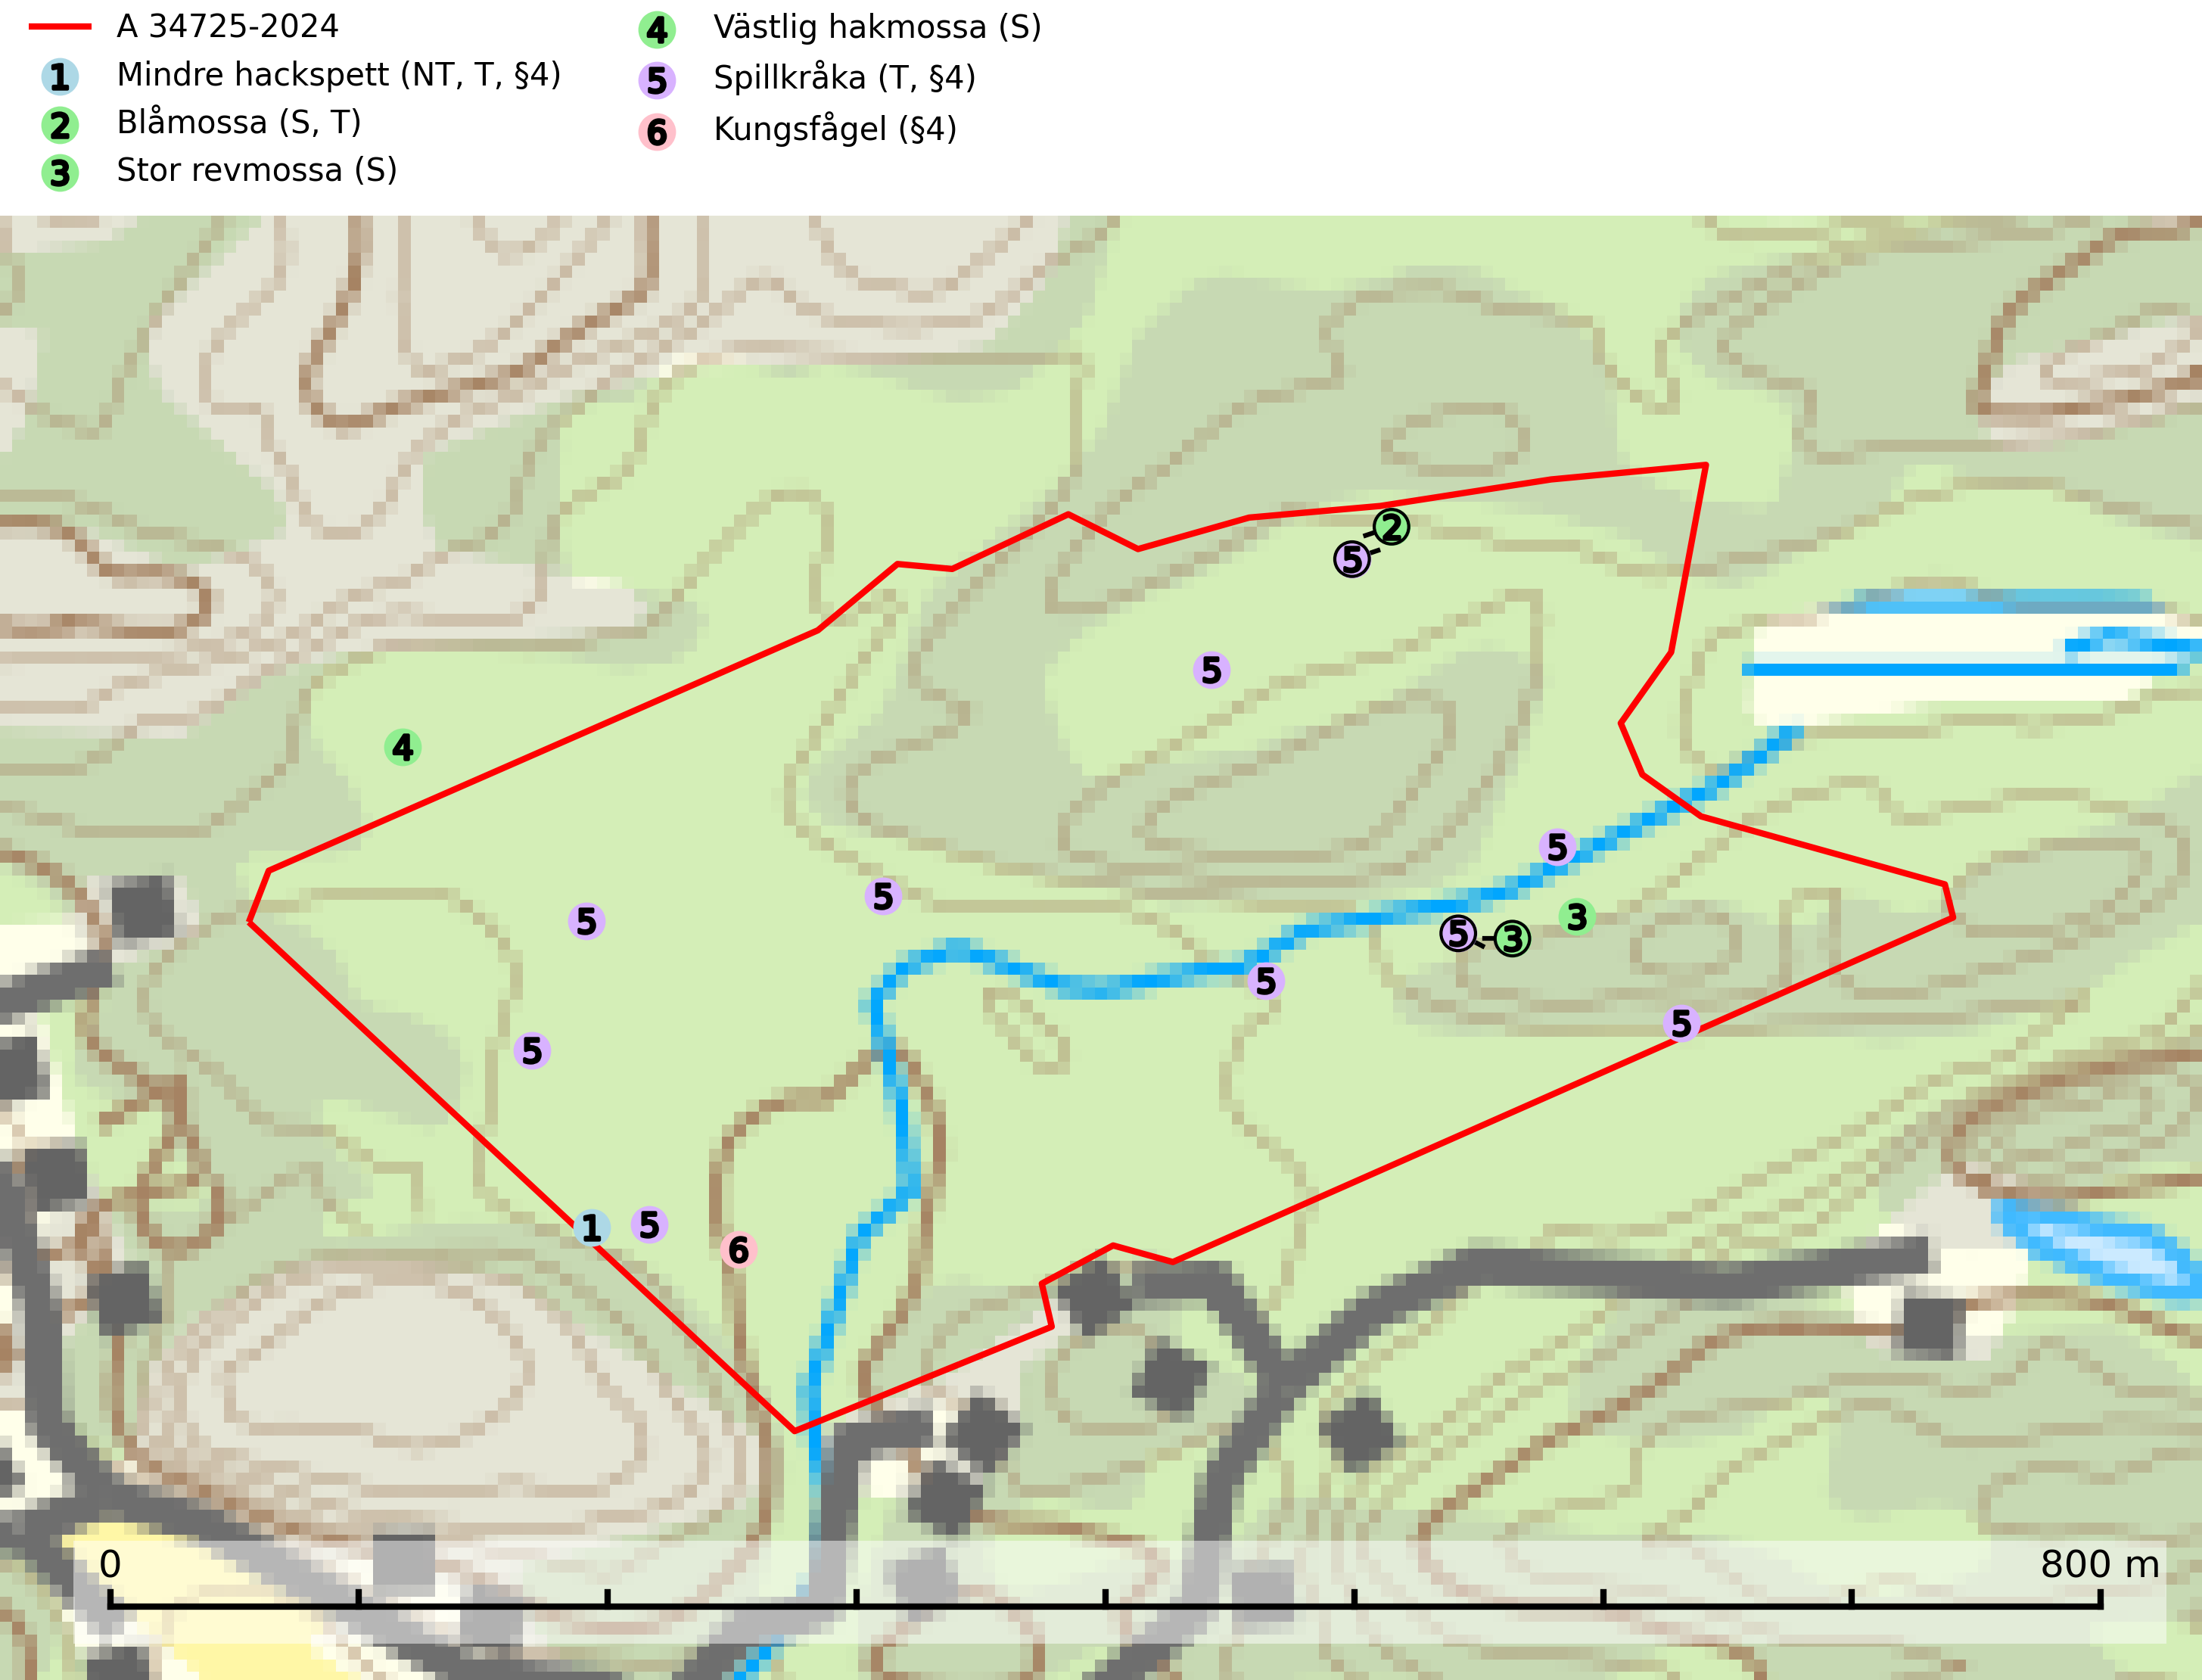 A 34725-2024
1 Mindre hackspett (NT, T, §4)
2 Blåmossa (S, T)
3 Stor revmossa (S)
4 Västlig hakmossa (S)
5 Spillkråka (T, §4)
6 Kungsfågel (§4)
2
5
5
4
5
5
5
3
5 3
5
5
5
1 5
6
0 800 m